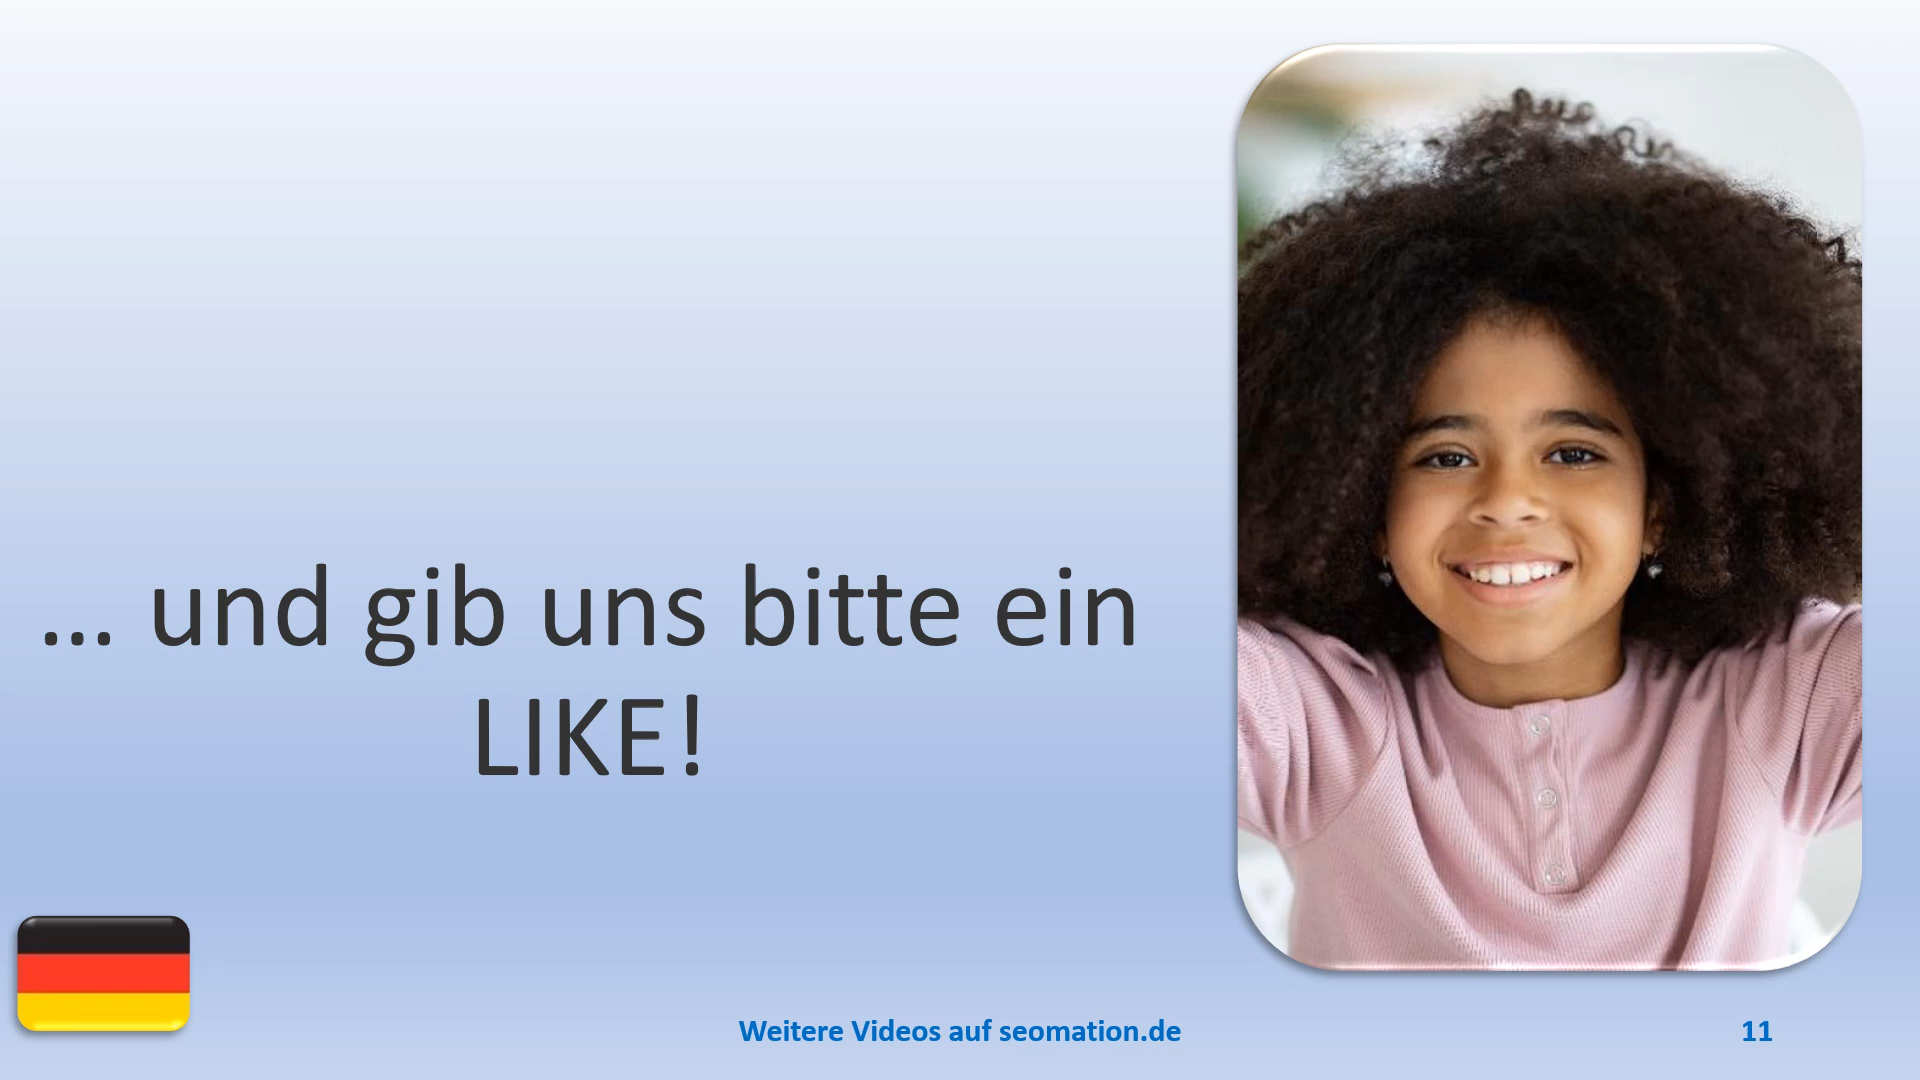 ... und gib uns bitte ein
LIKE!
Weitere Videos auf seomation.de
11